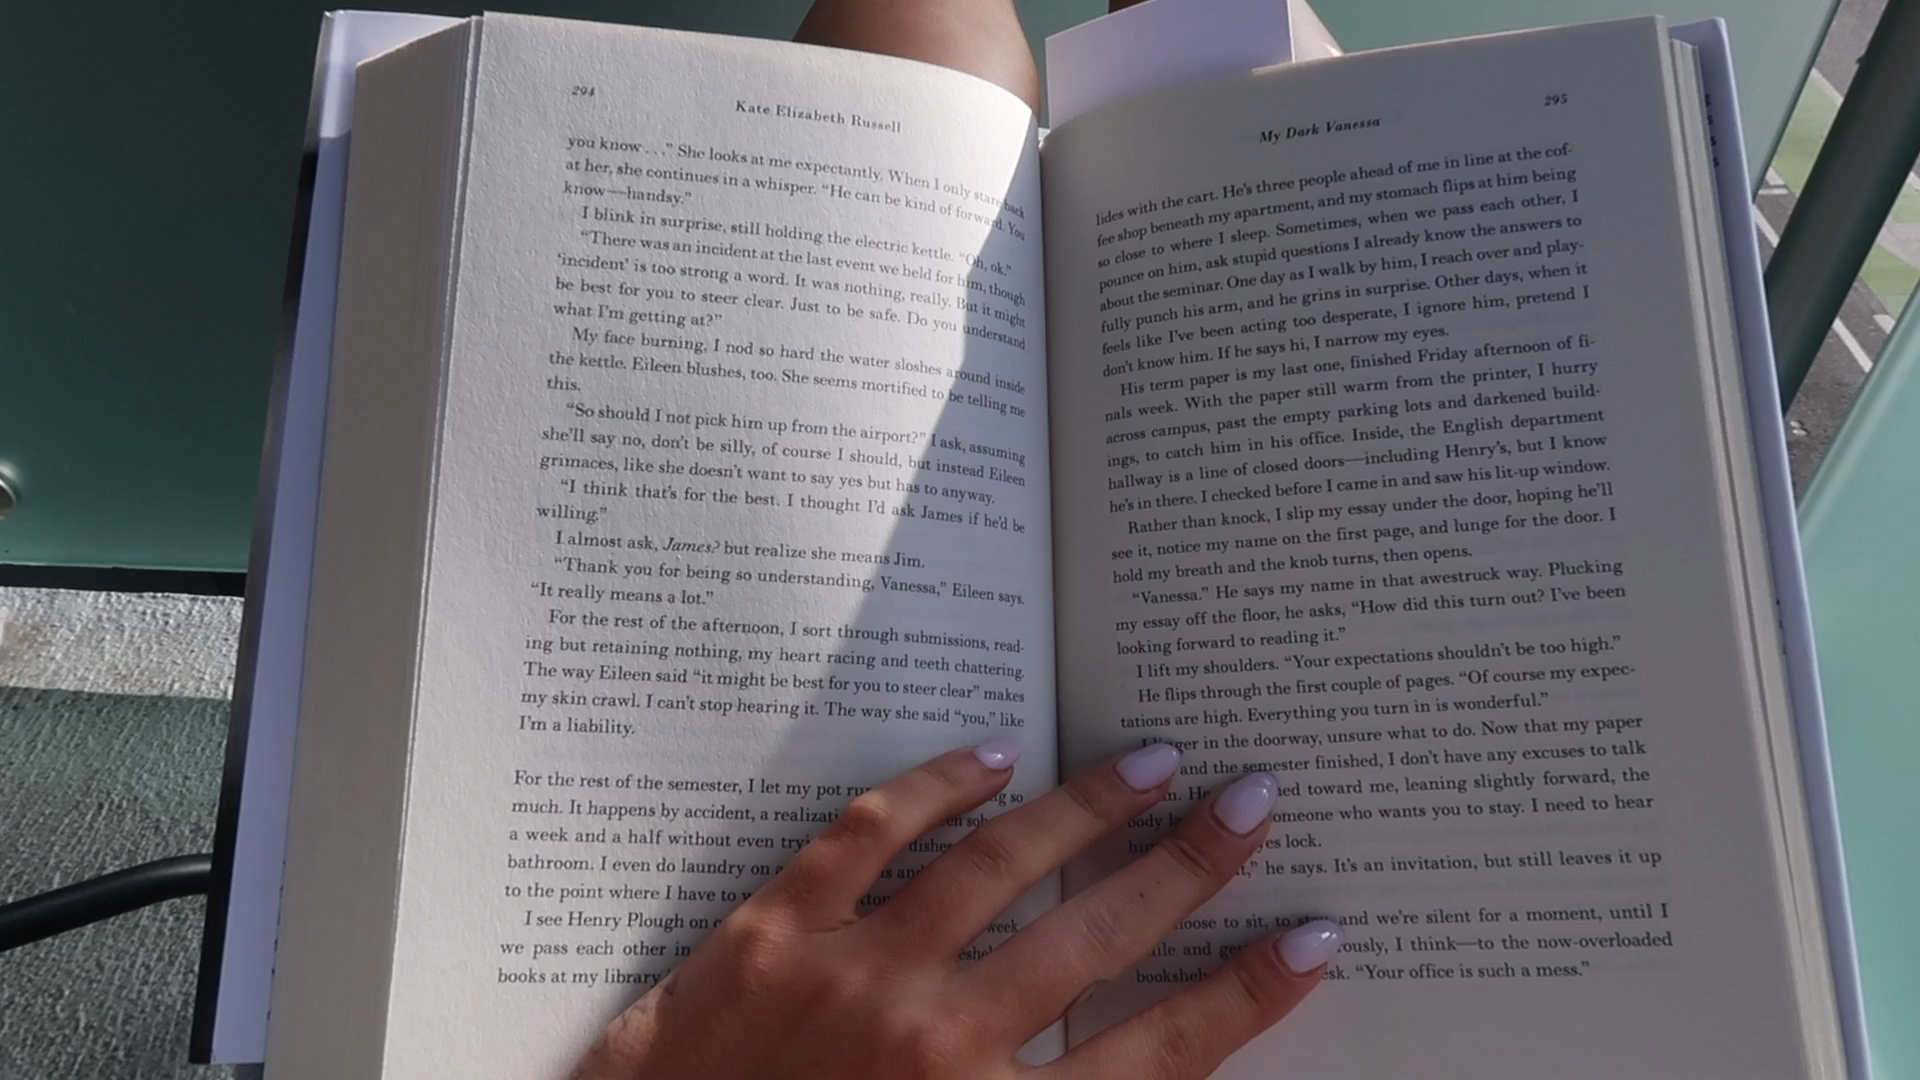 294
Kate Elizabeth Russell
you know . . .” She looks at me expectantly. When I only stare back
at her, she continues in a whisper. “He can be kind of forward. You
know—handsy.”
I blink in surprise, still holding the electric kettle. “Oh, ok.”
“There was an incident at the last event we held for him, though
‘incident’ is too strong a word. It was nothing, really. But it might
be best for you to steer clear. Just to be safe. Do you understand
what I’m getting at?”
My face burning, I nod so hard the water sloshes around inside
the kettle. Eileen blushes, too. She seems mortified to be telling me
this.
“So should I not pick him up from the airport?” I ask, assuming
she’ll say no, don’t be silly, of course I should, but instead Eileen
grimaces, like she doesn’t want to say yes but has to anyway.
“I think that’s for the best. I thought I’d ask James if he’d be
willing.”
I almost ask, James? but realize she means Jim.
“Thank you for being so understanding, Vanessa,” Eileen says.
“It really means a lot.”
For the rest of the afternoon, I sort through submissions, read-
ing but retaining nothing, my heart racing and teeth chattering.
The way Eileen said “it might be best for you to steer clear” makes
my skin crawl. I can’t stop hearing it. The way she said “you,” like
I’m a liability.
For the rest of the semester, I let my pot so
much. It happens by accident, a
a week and a half without even
bathroom. I even do laundry on
to the point where I have to
I see Henry Plough on week
we pass each other in
books at my library
295
My Dark Vanessa
lides with the cart. He’s three people ahead of me in line at the cof-
fee shop beneath my apartment, and my stomach flips at him being
so close to where I sleep. Sometimes, when we pass each other, I
pounce on him, ask stupid questions I already know the answers to
about the seminar. One day as I walk by him, I reach over and play-
fully punch his arm, and he grins in surprise. Other days, when it
feels like I’ve been acting too desperate, I ignore him, pretend I
don’t know him. If he says hi, I narrow my eyes.
His term paper is my last one, finished Friday afternoon of fi-
nals week. With the paper still warm from the printer, I hurry
across campus, past the empty parking lots and darkened build-
ings, to catch him in his office. Inside, the English department
hallway is a line of closed doors—including Henry’s, but I know
he’s in there. I checked before I came in and saw his lit-up window.
Rather than knock, I slip my essay under the door, hoping he’ll
see it, notice my name on the first page, and lunge for the door. I
hold my breath and the knob turns, then opens.
“Vanessa.” He says my name in that awestruck way. Plucking
my essay off the floor, he asks, “How did this turn out? I’ve been
looking forward to reading it.”
I lift my shoulders. “Your expectations shouldn’t be too high.”
He flips through the first couple of pages. “Of course my expec-
tations are high. Everything you turn in is wonderful.”
I in the doorway, unsure what to do. Now that my paper
and the semester finished, I don’t have any excuses to talk
toward me, leaning slightly forward, the
body someone who wants you to stay. I need to hear
lock.
he says. It’s an invitation, but still leaves it up
to sit, to and we’re silent for a moment, until I
and I think—to the now-overloaded
“Your office is such a mess.”